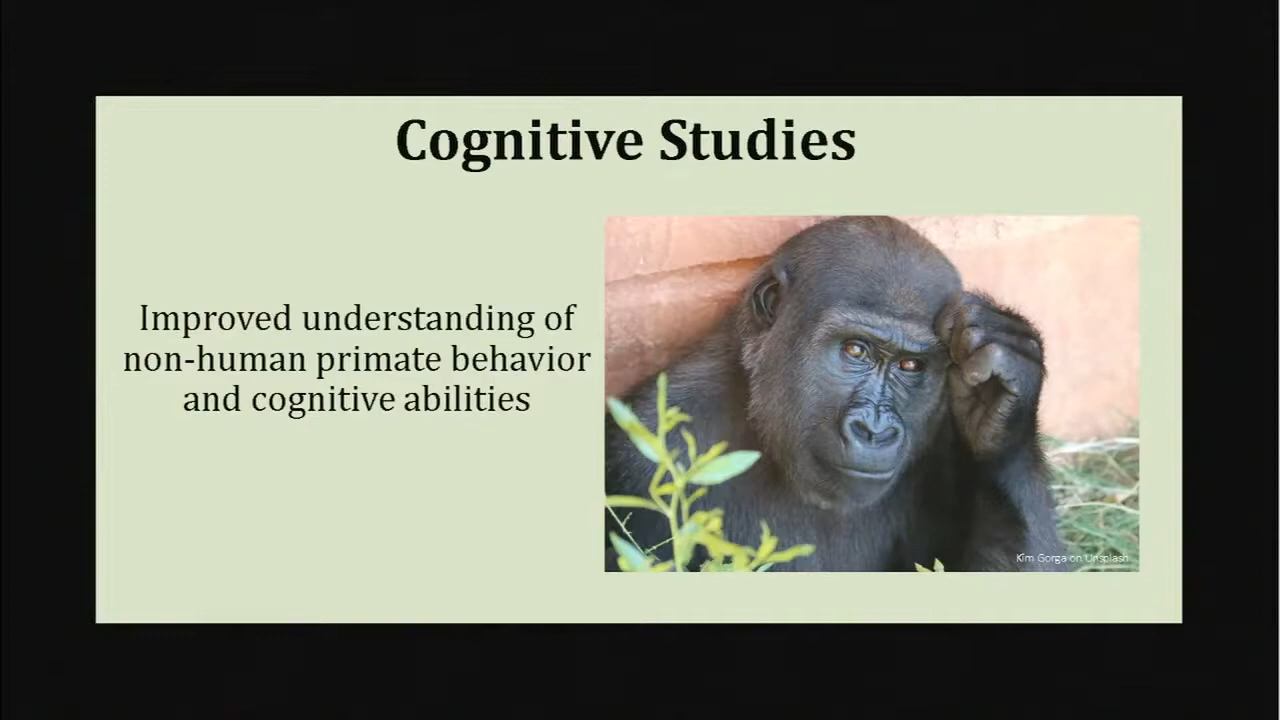 Cognitive Studies
Improved understanding of
non-human primate behavior
and cognitive abilities
Kim Gorga on Unsplash